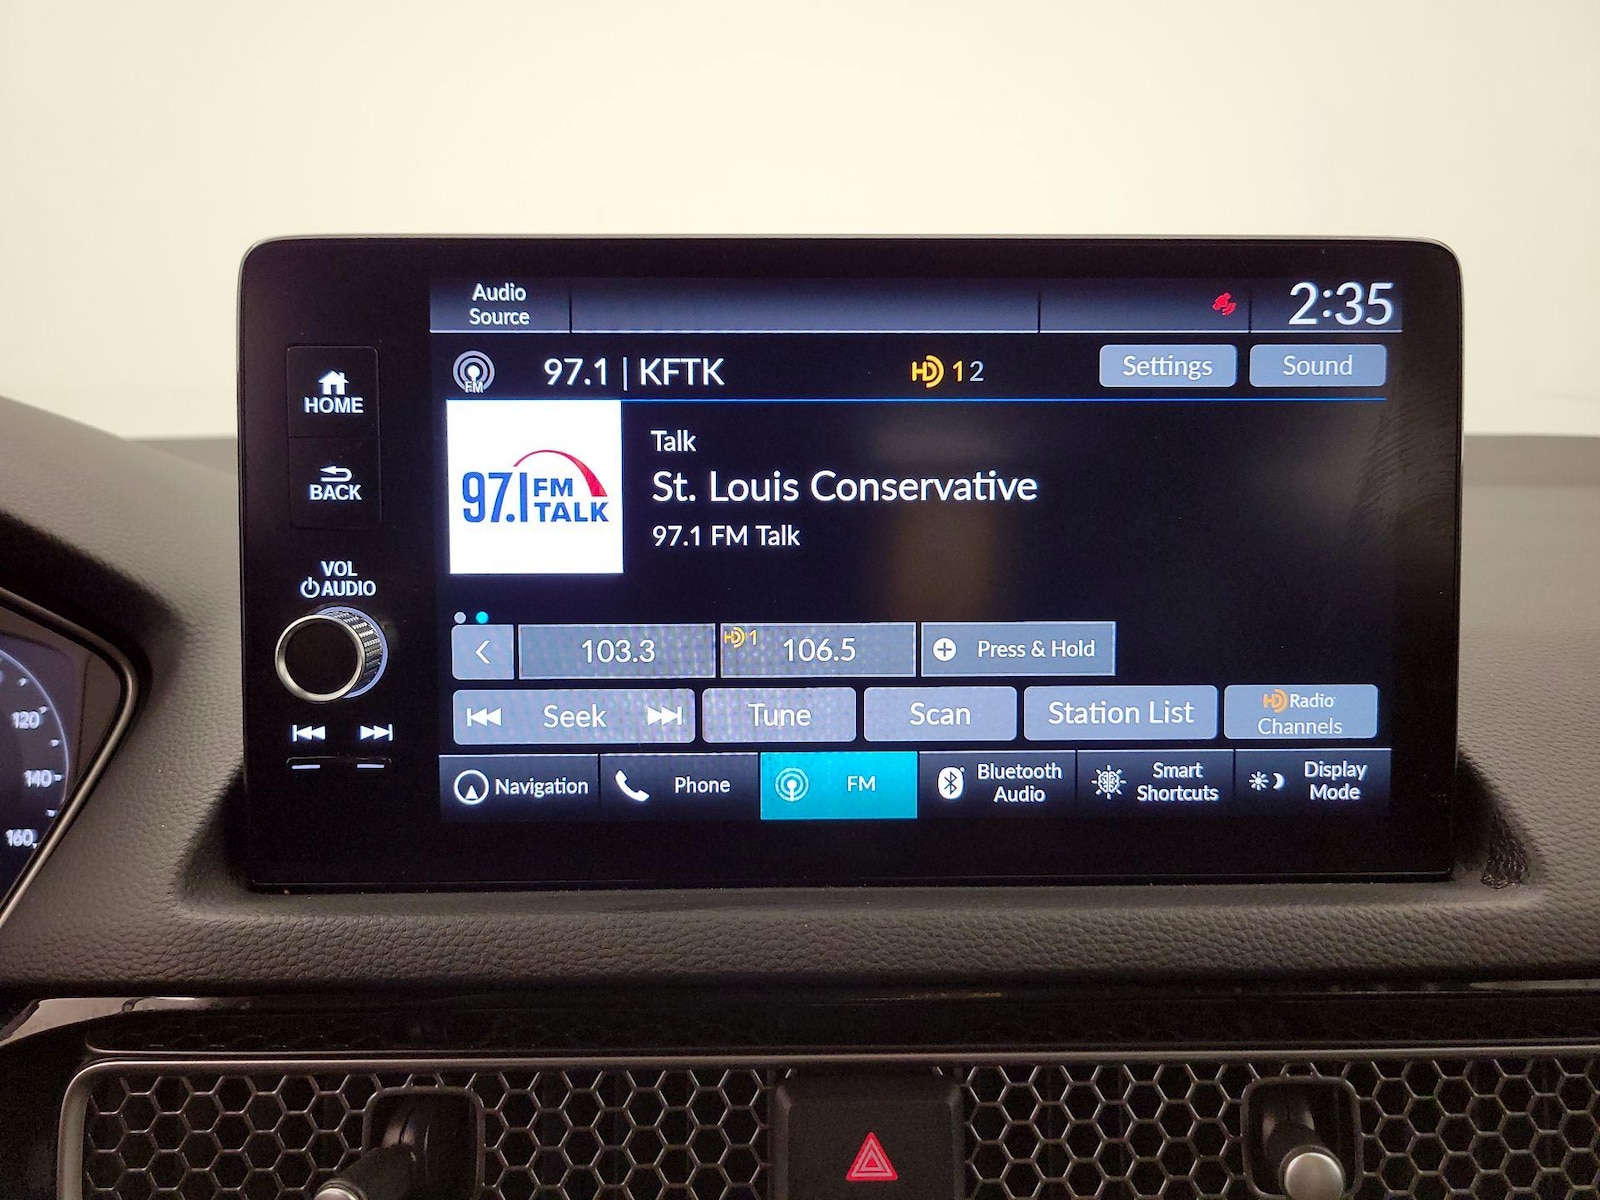 Audio
Source
2:35
FM
97.1 | KFTK
HD 1 2
Settings
Sound
HOME
BACK
VOL
AUDIO
97.1 FM
TALK
Talk
St. Louis Conservative
97.1 FM Talk
103.3
HD 1
106.5
Press & Hold
Seek
Tune
Scan
Station List
HD Radio
Channels
Navigation
Phone
FM
Bluetooth
Audio
Smart
Shortcuts
Display
Mode
120
140
160